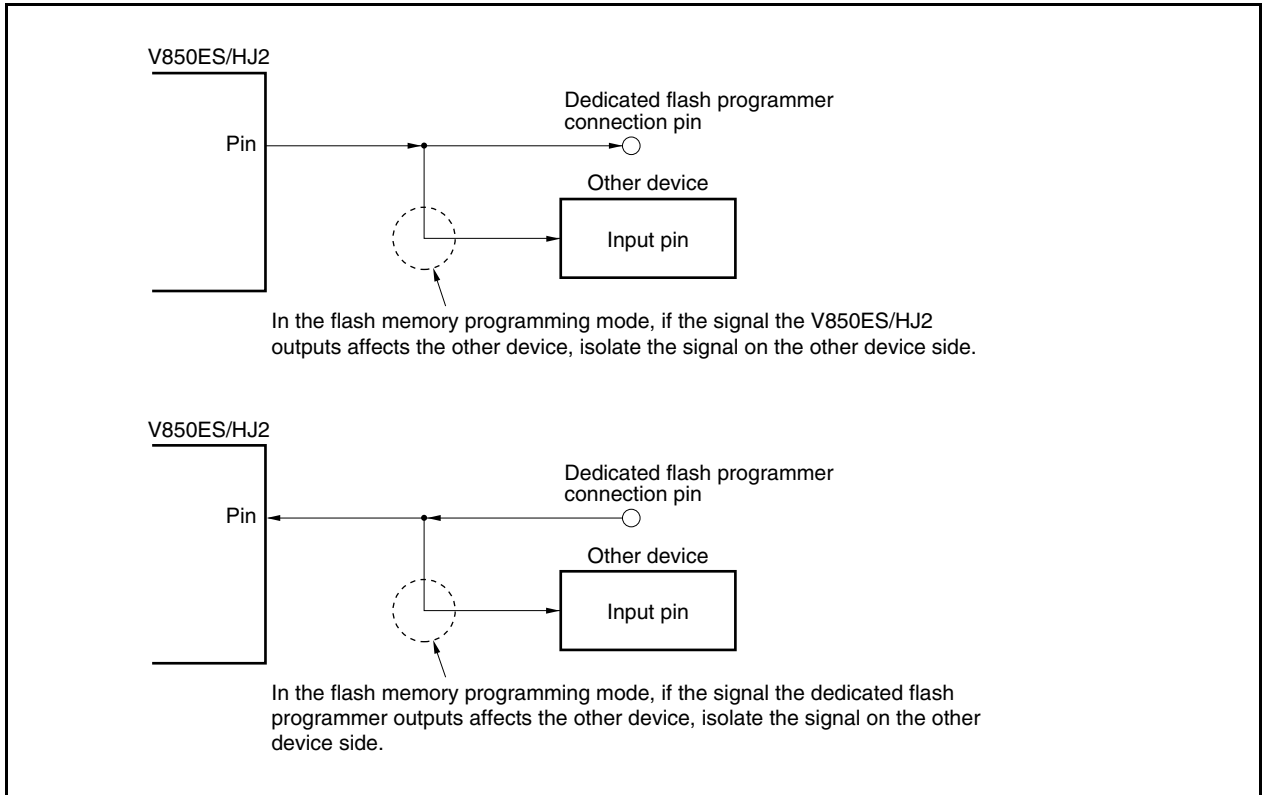 V850ES/HJ2
Pin
Dedicated flash programmer
connection pin
Other device
Input pin
In the flash memory programming mode, if the signal the V850ES/HJ2
outputs affects the other device, isolate the signal on the other device side.
V850ES/HJ2
Pin
Dedicated flash programmer
connection pin
Other device
Input pin
In the flash memory programming mode, if the signal the dedicated flash
programmer outputs affects the other device, isolate the signal on the other
device side.